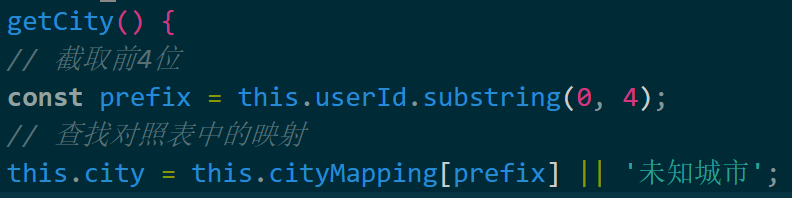 getCity() {
// 截取前4位
const prefix = this.userId.substring(0, 4);
// 查找对照表中的映射
this.city = this.cityMapping[prefix] || '未知城市';